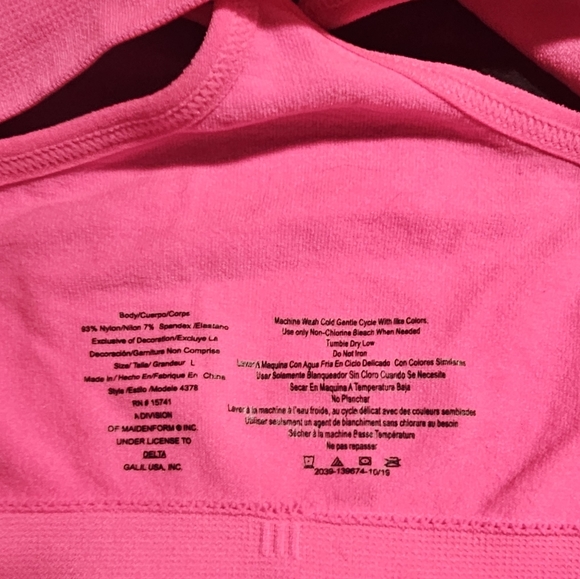 Body/Cuerpo/Corps
93% Nylon/Nilon 7% Spandex /Elastano
Exclusive of Decoration/Excluye La
Decoración/Garniture Non Comprise
Size/ Talla/ Grandeur L
Made in/ Hecho En/Fabrique En China
Style /Estilo /Modele 4378
RN # 15741
A DIVISION
OF MAIDENFORM ® INC.
UNDER LICENSE TO
DELTA
GALIL USA, INC.
Machine Wash Cold Gentle Cycle With like Colors.
Use only Non-Chlorine Bleach When Needed
Tumble Dry Low
Do Not Iron
Lavar A Maquina Con Agua Fria En Ciclo Delicado Con Colores Similares
Usar Solamente Blanqueador Sin Cloro Cuando Se Necesite
Secar En Maquina A Temperatura Baja
No Planchar
Laver à la machine à l'eau froide, au cycle délicat avec des couleurs semblables
Utiliser seulement un agent de blanchiment sans chlorure au besoin
Sécher à la machine Basse Température
Ne pas repasser
2039-139674-10/19